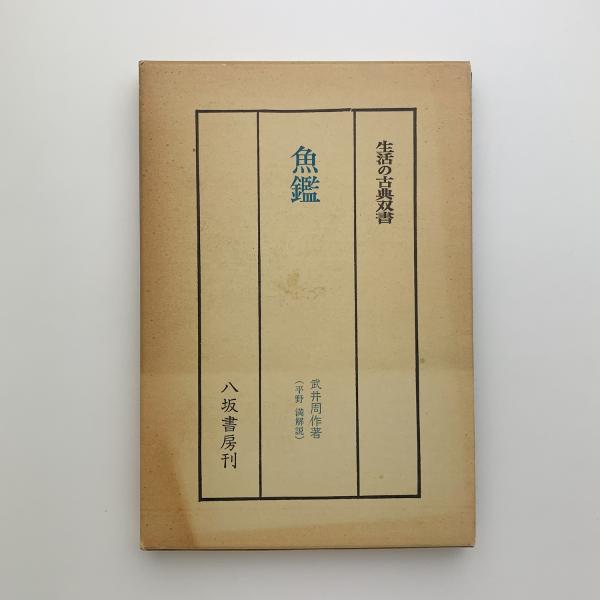 生活の古典双書
魚鑑
武井周作著
(平野 満解説)
八坂書房刊